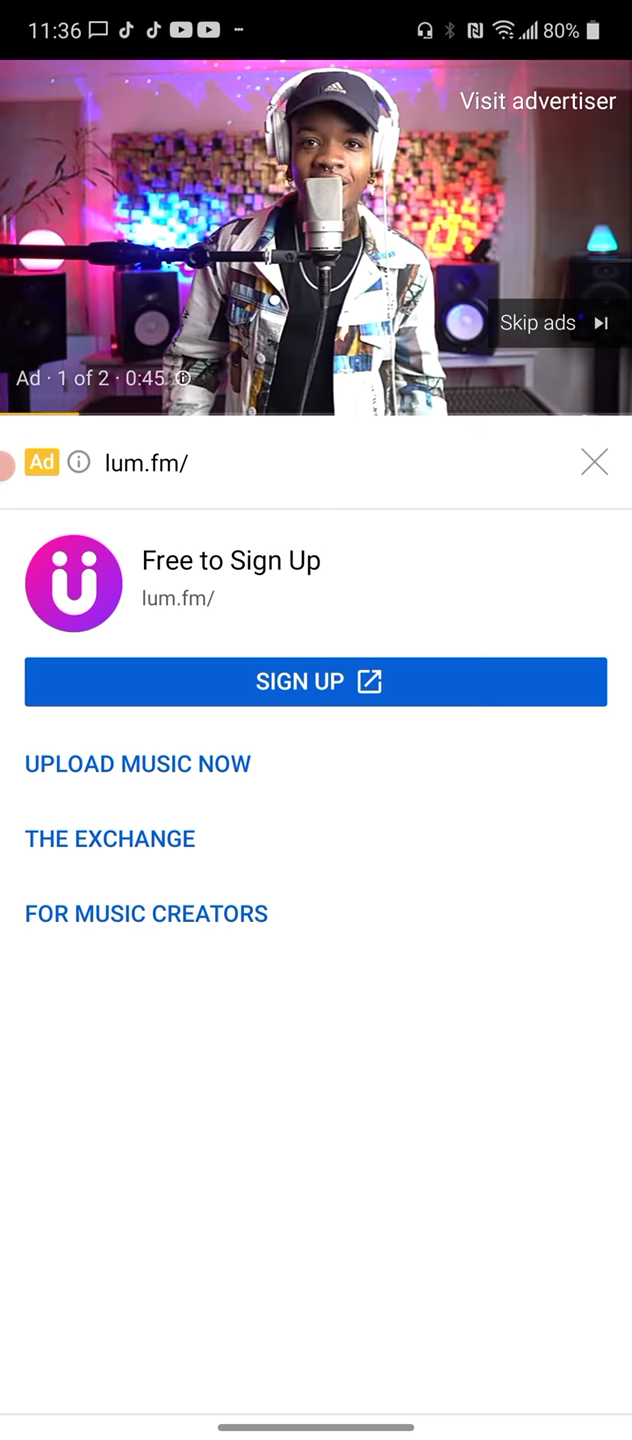 11:36 80%
Visit advertiser
Skip ads
Ad · 1 of 2 · 0:45
Ad lum.fm/
Free to Sign Up
lum.fm/
SIGN UP
UPLOAD MUSIC NOW
THE EXCHANGE
FOR MUSIC CREATORS